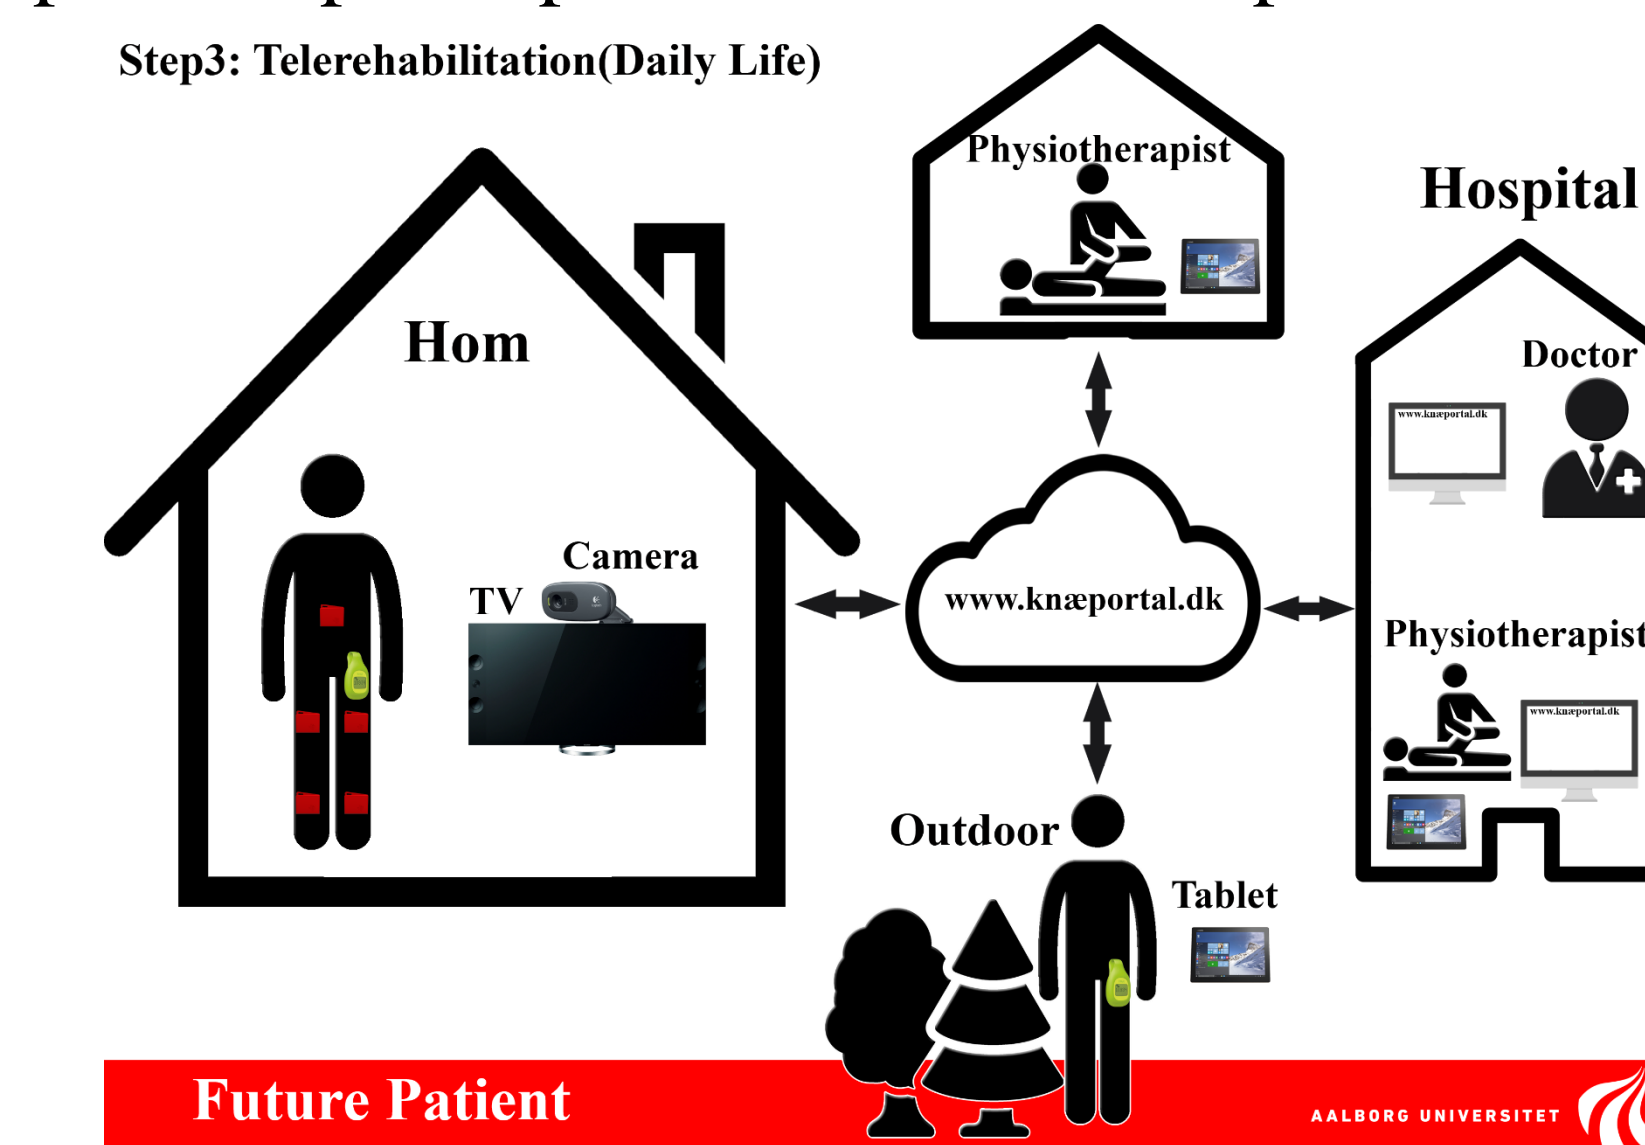 Step3: Telerehabilitation(Daily Life)
Physiotherapist
Hospital
Hom
Doctor
www.knæportal.dk
Camera
TV
www.knæportal.dk
Physiotherapist
www.knæportal.dk
Outdoor
Tablet
Future Patient
AALBORG UNIVERSITET